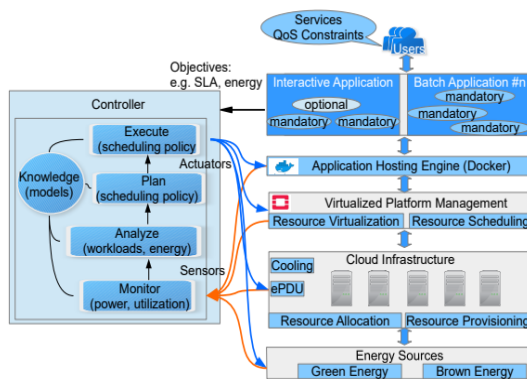 Services
QoS Constraints
Users
Objectives:
e.g. SLA, energy
Interactive Application
optional
mandatory
mandatory
Batch Application #n
mandatory
mandatory
mandatory
Controller
Execute
(scheduling policy
Knowledge
(models)
Plan
(scheduling policy)
Analyze
(workloads, energy)
Monitor
(power, utilization)
Actuators
Sensors
Application Hosting Engine (Docker)
Virtualized Platform Management
Resource Virtualization
Resource Scheduling
Cloud Infrastructure
Cooling
ePDU
Resource Allocation
Resource Provisioning
Energy Sources
Green Energy
Brown Energy